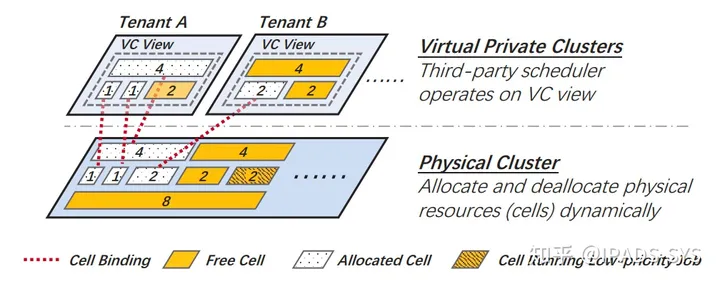 Tenant A
Tenant B
VC View
VC View
4
1 1 2
4
2 2
......
Virtual Private Clusters
Third-party scheduler
operates on VC view
4 4
1 1 2 2 2
......
8
Physical Cluster
Allocate and deallocate physical
resources (cells) dynamically
Cell Binding
Free Cell
Allocated Cell
Cell Running Low-priority Job
知乎 @IPADS-SYS